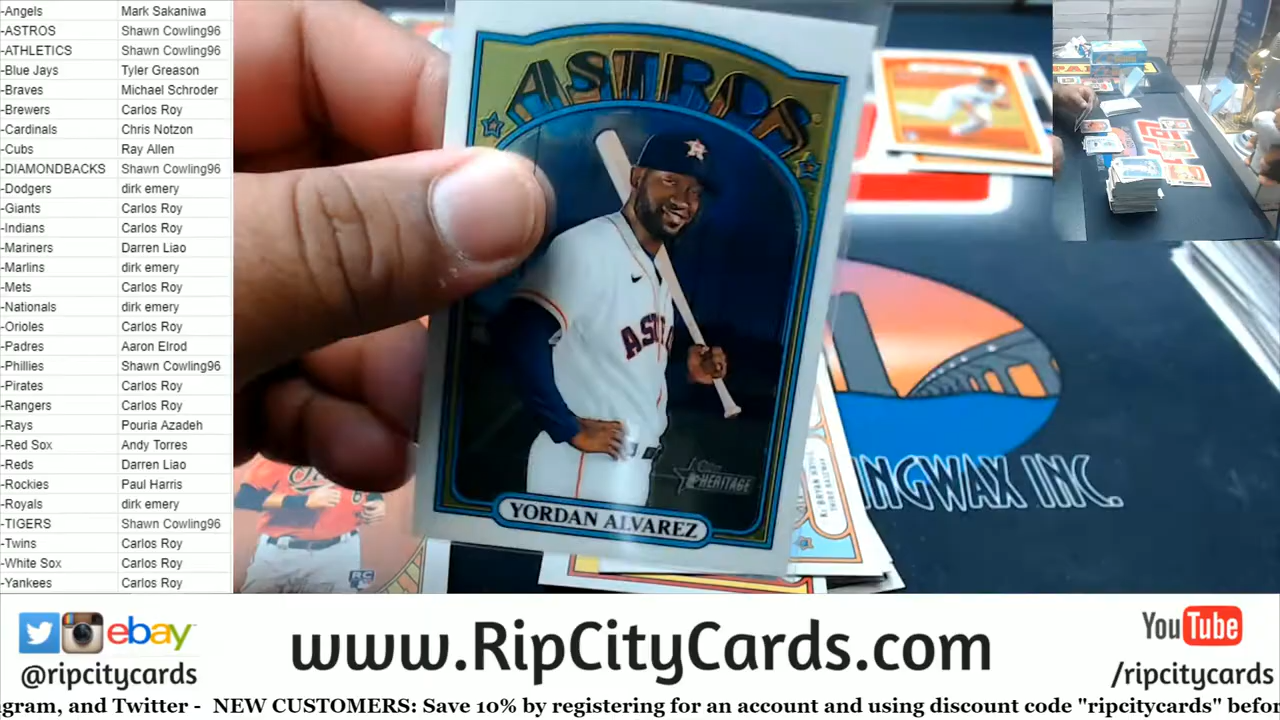 -Angels Mark Sakaniwa
-ASTROS Shawn Cowling96
-ATHLETICS Shawn Cowling96
-Blue Jays Tyler Greason
-Braves Michael Schroder
-Brewers Carlos Roy
-Cardinals Chris Notzon
-Cubs Ray Allen
-DIAMONDBACKS Shawn Cowling96
-Dodgers dirk emery
-Giants Carlos Roy
-Indians Carlos Roy
-Mariners Darren Liao
-Marlins dirk emery
-Mets Carlos Roy
-Nationals dirk emery
-Orioles Carlos Roy
-Padres Aaron Elrod
-Phillies Shawn Cowling96
-Pirates Carlos Roy
-Rangers Carlos Roy
-Rays Pouria Azadeh
-Red Sox Andy Torres
-Reds Darren Liao
-Rockies Paul Harris
-Royals dirk emery
-TIGERS Shawn Cowling96
-Twins Carlos Roy
-White Sox Carlos Roy
-Yankees Carlos Roy
ASTROS
Topps
HERITAGE
YORDAN ALVAREZ
RC
INGWAX INC.
ebay
@ripcitycards
www.RipCityCards.com
YouTube
/ripcitycards
gram, and Twitter - NEW CUSTOMERS: Save 10% by registering for an account and using discount code "ripcitycards" befor